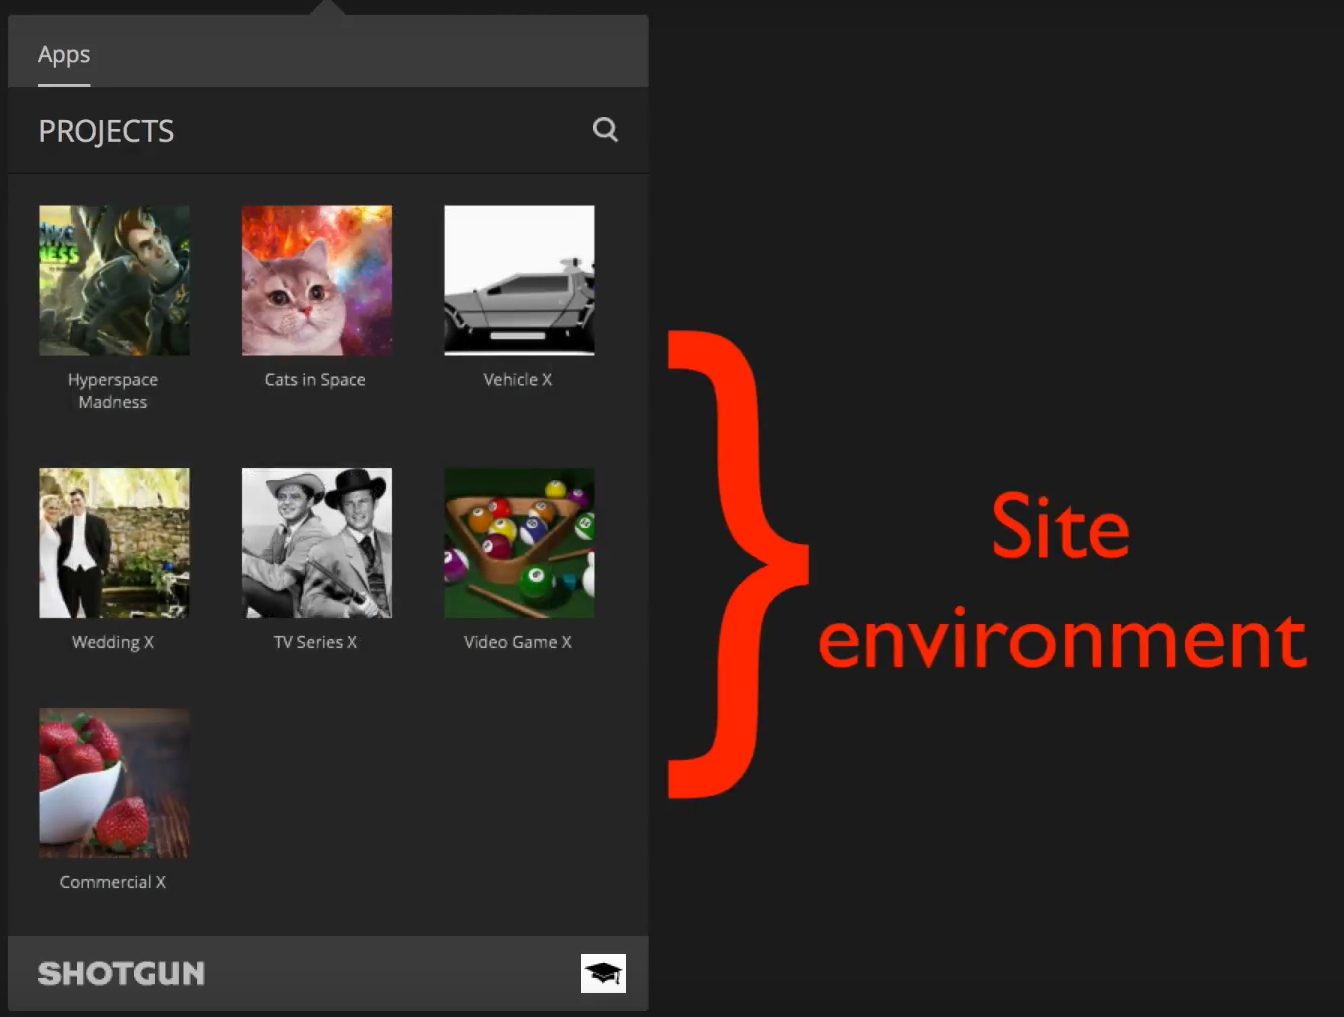 Apps
PROJECTS
Hyperspace
Madness
Cats in Space
Vehicle X
Wedding X
TV Series X
Video Game X
Commercial X
SHOTGUN
Site
environment